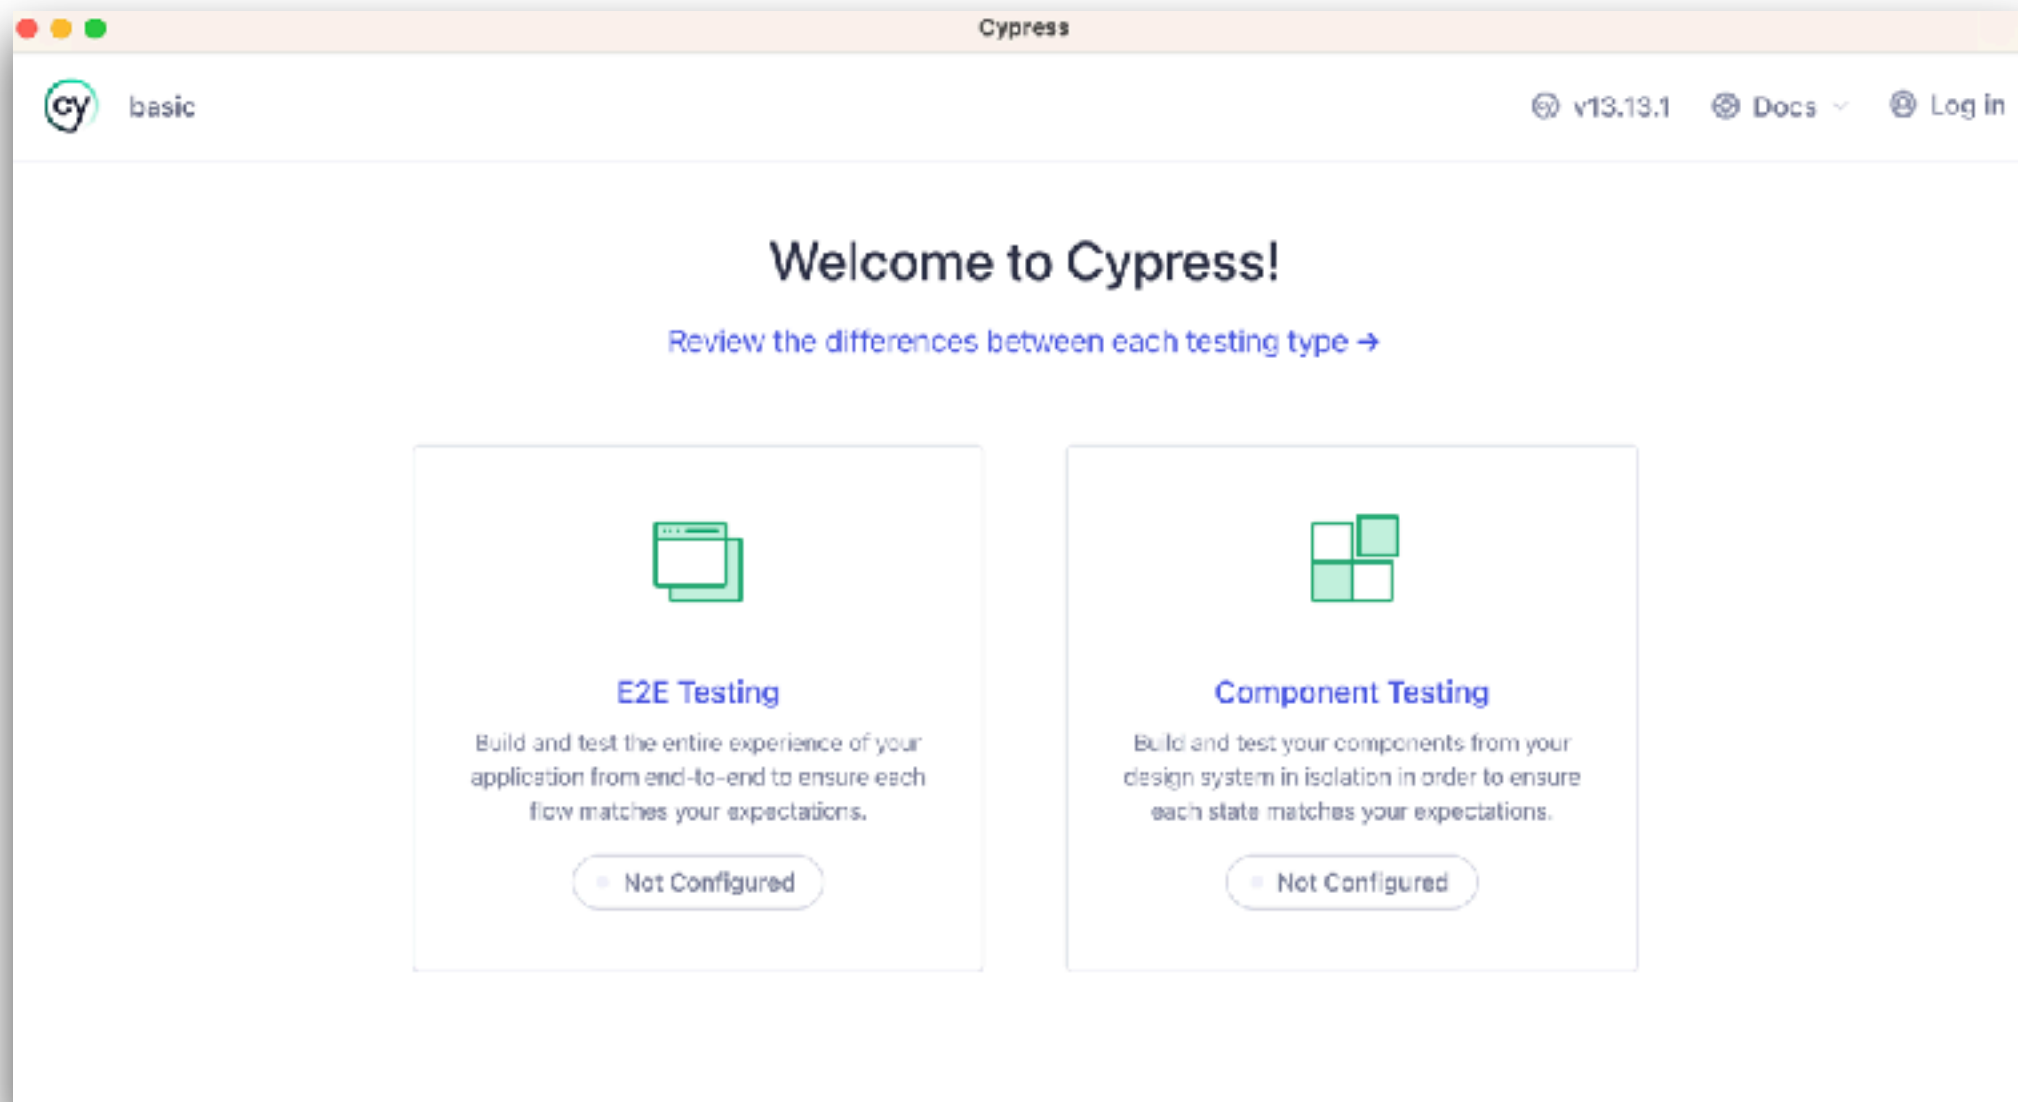 Cypress
cy basic v13.13.1 Docs Log in
Welcome to Cypress!
Review the differences between each testing type →
E2E Testing
Build and test the entire experience of your
application from end-to-end to ensure each
flow matches your expectations.
Not Configured
Component Testing
Build and test your components from your
design system in isolation in order to ensure
each state matches your expectations.
Not Configured